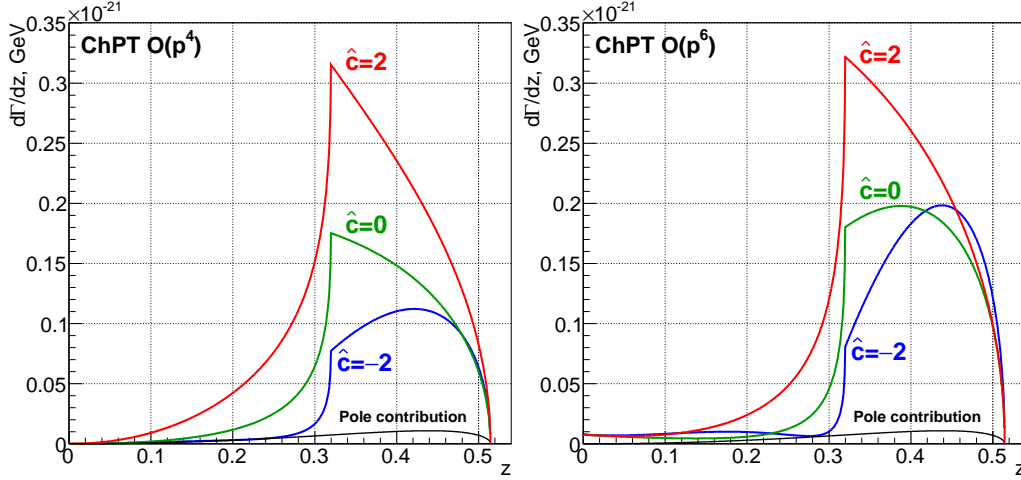 ×10⁻²¹
0.35
ChPT O(p⁴)
dΓ/dz, GeV
0.3
0.25
0.2
0.15
0.1
0.05
0
ĉ=2
ĉ=0
ĉ=−2
Pole contribution
0
0.1
0.2
0.3
0.4
0.5
z
×10⁻²¹
0.35
ChPT O(p⁶)
dΓ/dz, GeV
0.3
0.25
0.2
0.15
0.1
0.05
0
ĉ=2
ĉ=0
ĉ=−2
Pole contribution
0
0.1
0.2
0.3
0.4
0.5
z